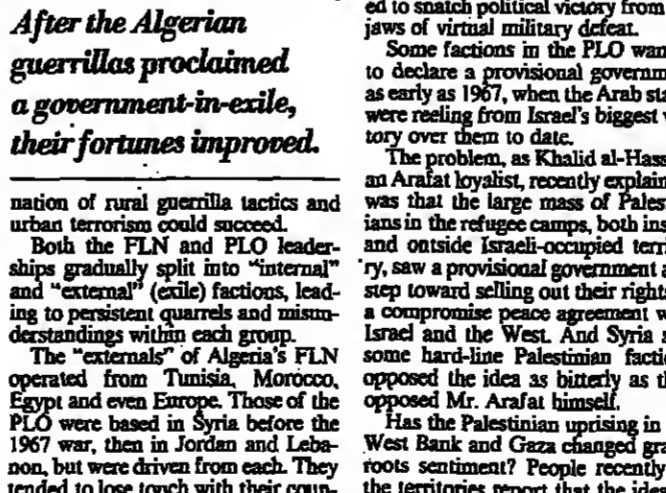 After the Algerian
guerrillas proclaimed
a government-in-exile,
their fortunes improved.
nation of rural guerrilla tactics and
urban terrorism could succeed.
Both the FLN and PLO leader-
ships gradually split into "internal"
and "external" (exile) factions, lead-
ing to persistent quarrels and misun-
derstandings within each group.
The "externals" of Algeria's FLN
operated from Tunisia, Morocco,
Egypt and even Europe. Those of the
PLO were based in Syria before the
1967 war, then in Jordan and Leba-
non, but were driven from each. They
tended to lose touch with their coun-
ed to snatch political victory from
jaws of virtual military defeat.
Some factions in the PLO wan
to declare a provisional governm
as early as 1967, when the Arab sta
were reeling from Israel's biggest
tory over them to date.
The problem, as Khalid al-Hass
an Arafat loyalist, recently explain
was that the large mass of Pales
ians in the refugee camps, both ins
and outside Israeli-occupied terri
ry, saw a provisional government
step toward selling out their rights
a compromise peace agreement w
Israel and the West. And Syria
some hard-line Palestinian facti
opposed the idea as bitterly as th
opposed Mr. Arafat himself.
Has the Palestinian uprising in
West Bank and Gaza changed gra
roots sentiment? People recently
the territories report that the idea